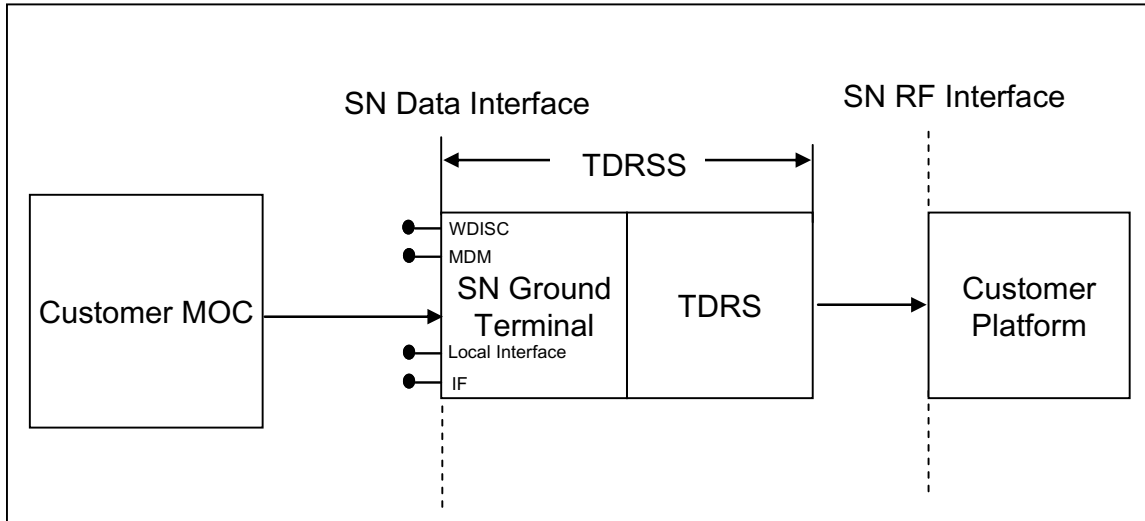 SN Data Interface
SN RF Interface
TDRSS
Customer MOC
WDISC
MDM
SN Ground
Terminal
Local Interface
IF
TDRS
Customer
Platform